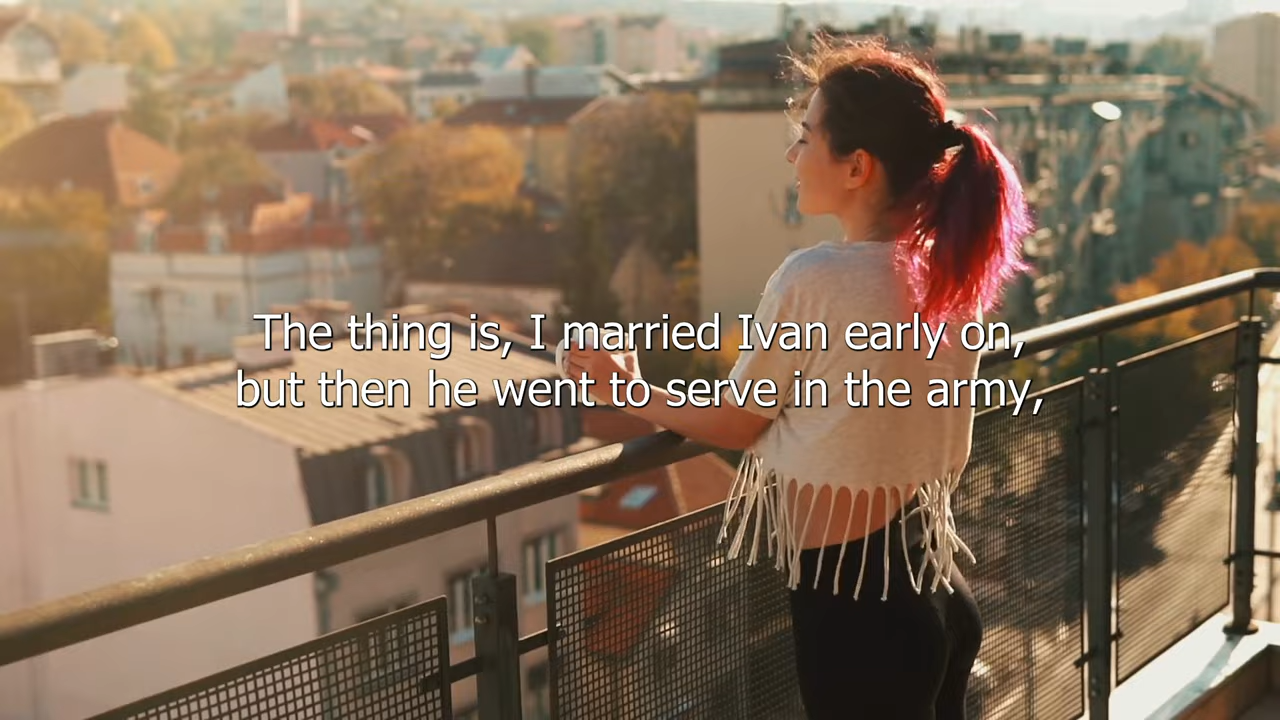 The thing is, I married Ivan early on,
but then he went to serve in the army,